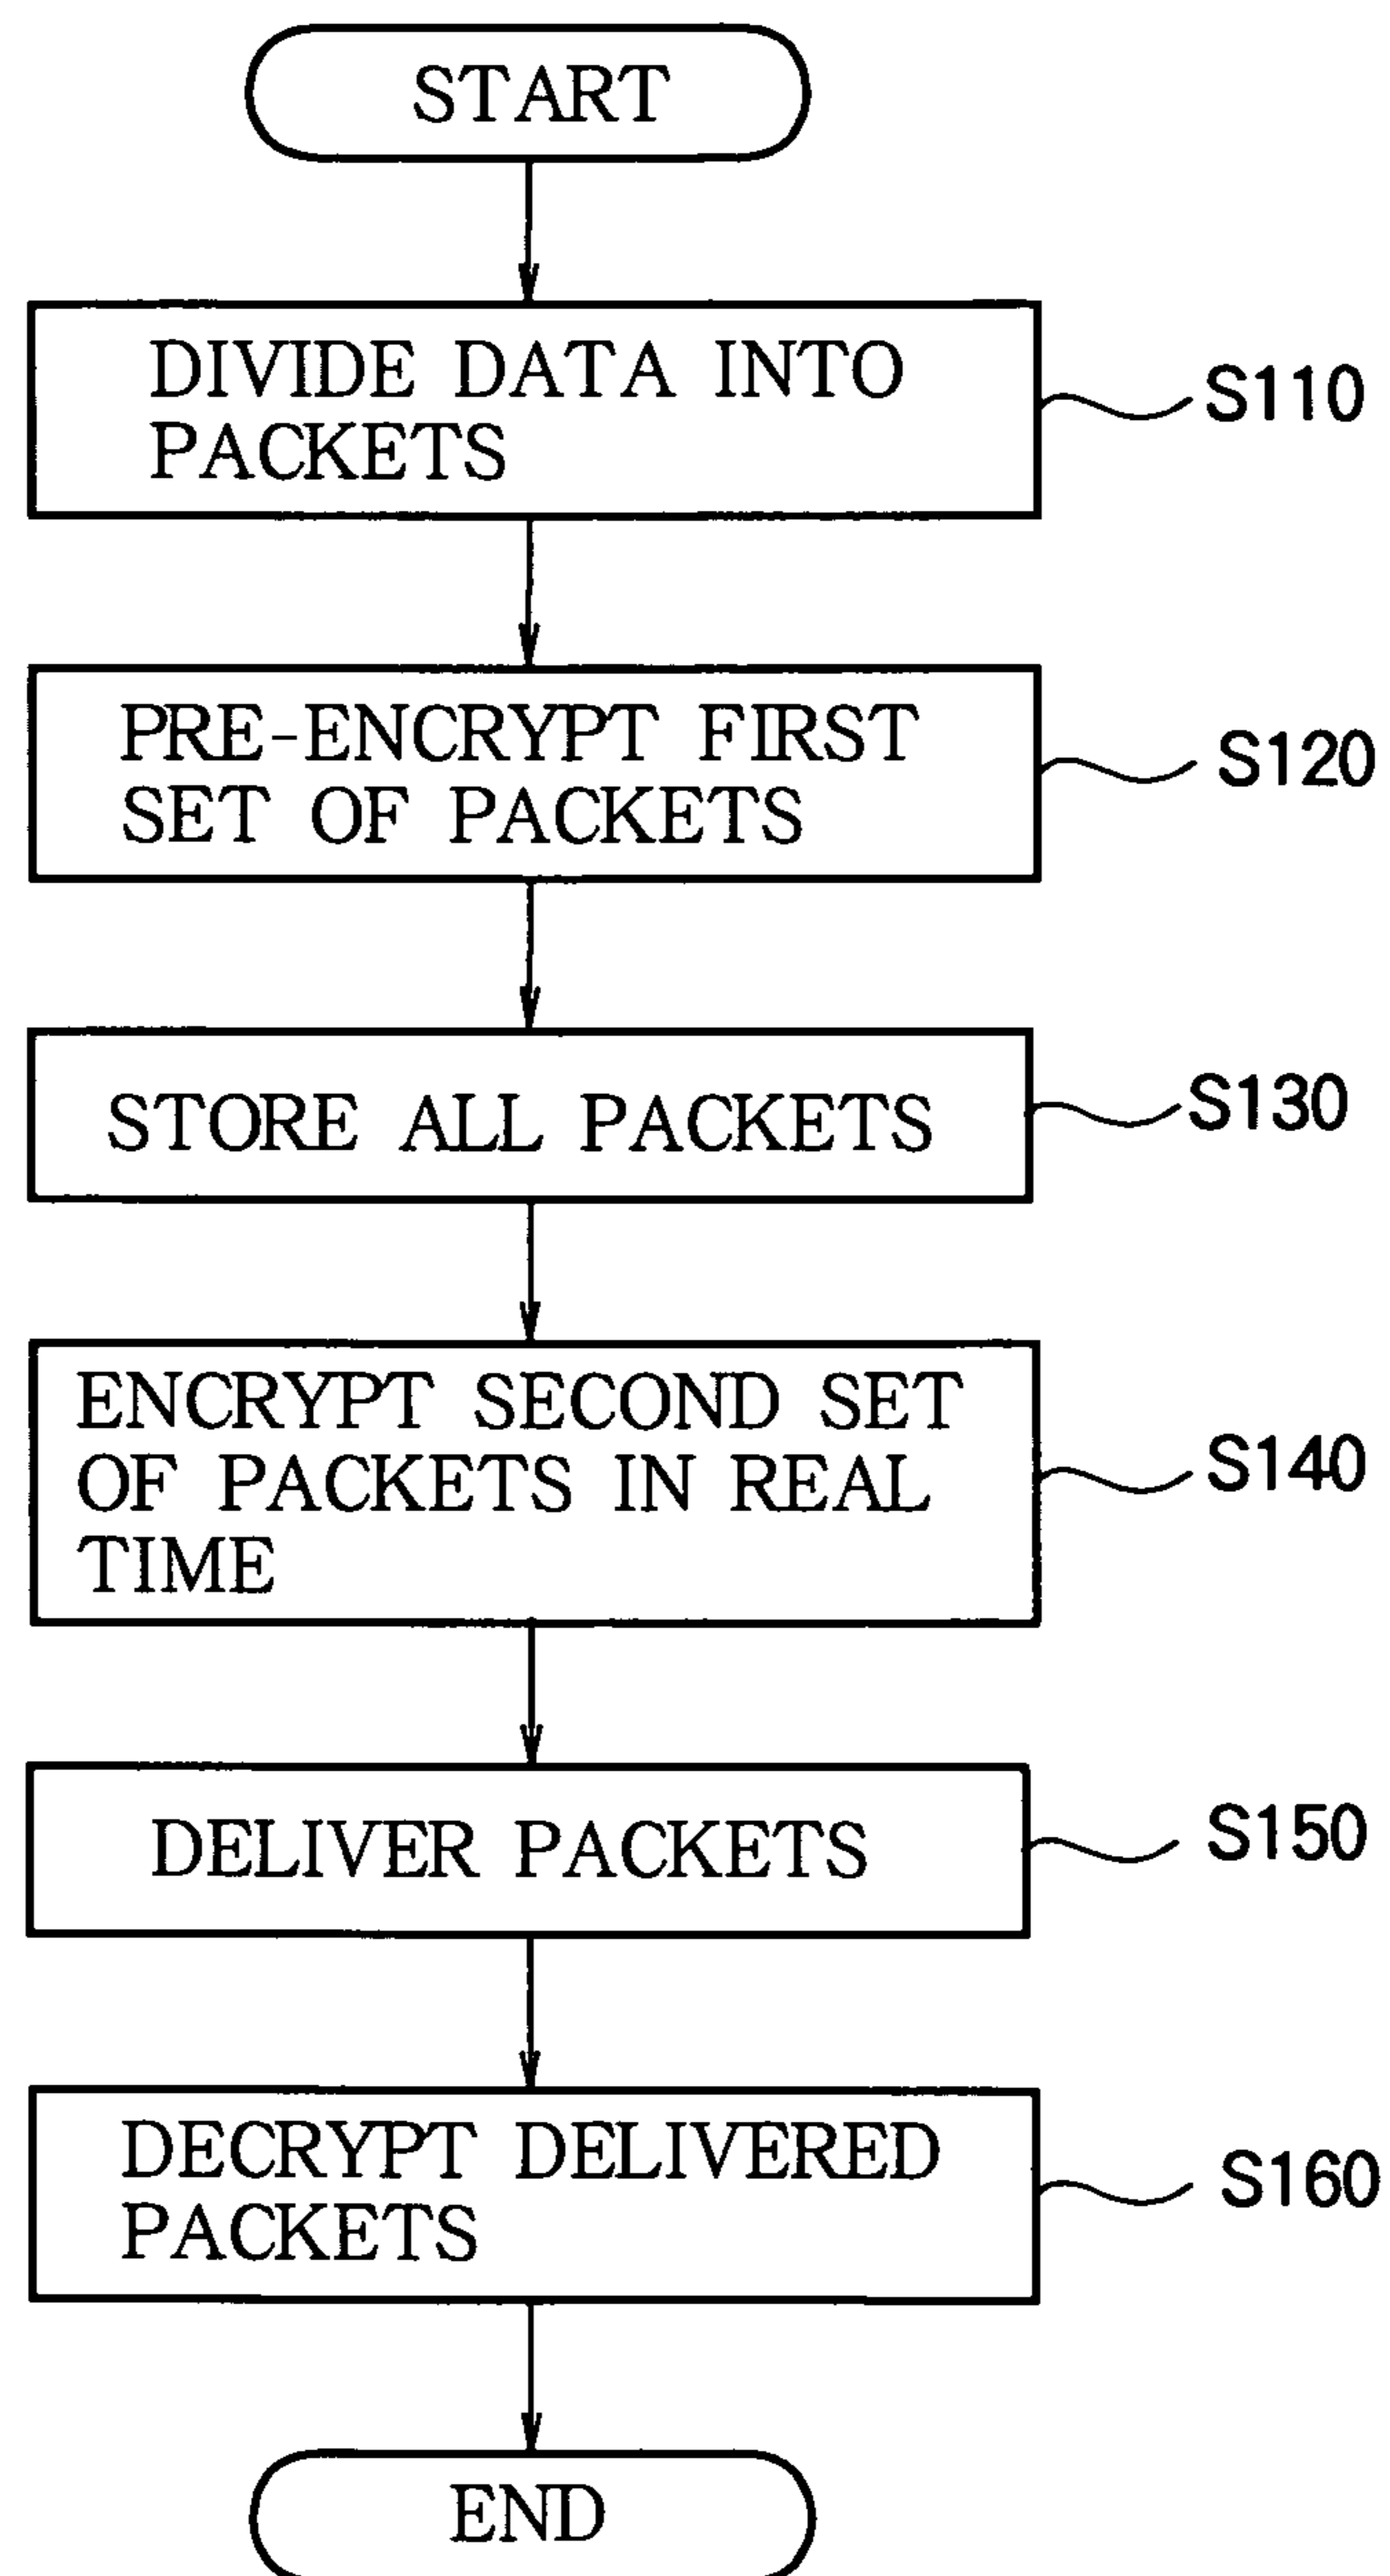 START
DIVIDE DATA INTO
PACKETS
S110
PRE-ENCRYPT FIRST
SET OF PACKETS
S120
STORE ALL PACKETS
S130
ENCRYPT SECOND SET
OF PACKETS IN REAL
TIME
S140
DELIVER PACKETS
S150
DECRYPT DELIVERED
PACKETS
S160
END